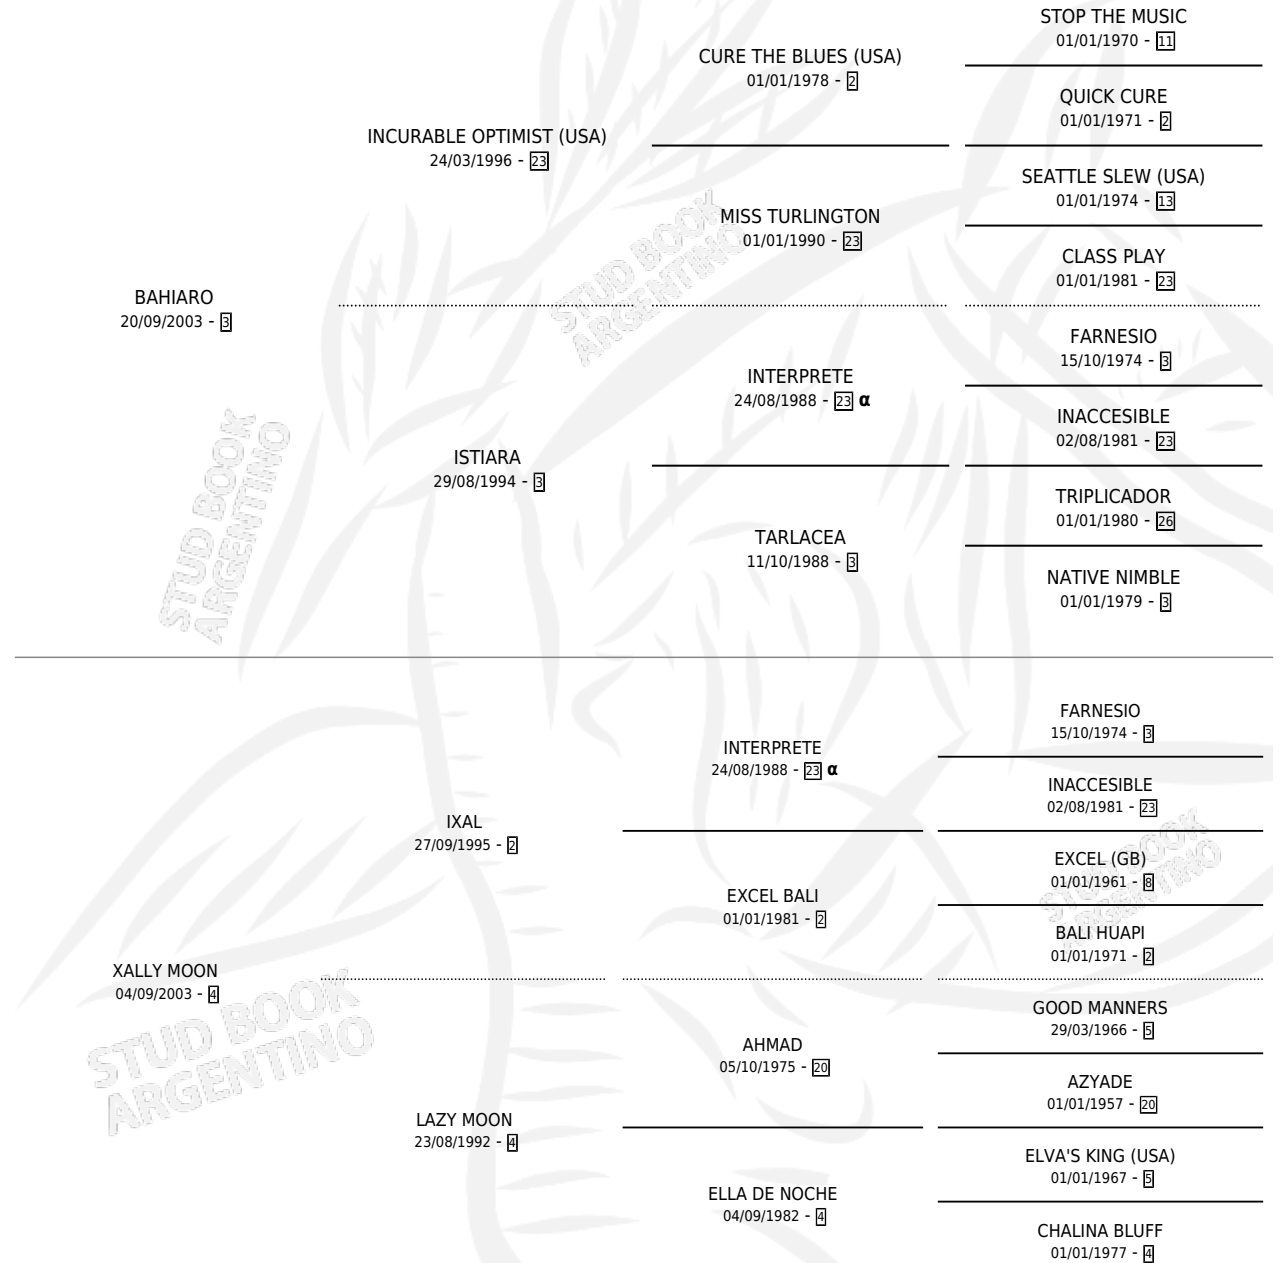 STOP THE MUSIC
01/01/1970 - 11
CURE THE BLUES (USA)
01/01/1978 - 2
QUICK CURE
01/01/1971 - 2
INCURABLE OPTIMIST (USA)
24/03/1996 - 23
SEATTLE SLEW (USA)
01/01/1974 - 13
MISS TURLINGTON
01/01/1990 - 23
CLASS PLAY
01/01/1981 - 23
STUD BOOK
ARGENTINO
BAHIARO
20/09/2003 - 3
FARNESIO
15/10/1974 - 3
INTERPRETE
24/08/1988 - 23 α
INACCESIBLE
02/08/1981 - 23
ISTIARA
29/08/1994 - 3
TRIPLICADOR
01/01/1980 - 26
TARLACEA
11/10/1988 - 3
NATIVE NIMBLE
01/01/1979 - 3
STUD BOOK
ARGENTINO
FARNESIO
15/10/1974 - 3
INTERPRETE
24/08/1988 - 23 α
INACCESIBLE
02/08/1981 - 23
IXAL
27/09/1995 - 2
EXCEL (GB)
01/01/1961 - 8
EXCEL BALI
01/01/1981 - 2
BALI HUAPI
01/01/1971 - 2
STUD BOOK
ARGENTINO
XALLY MOON
04/09/2003 - 4
GOOD MANNERS
29/03/1966 - 5
AHMAD
05/10/1975 - 20
AZYADE
01/01/1957 - 20
LAZY MOON
23/08/1992 - 4
ELVA'S KING (USA)
01/01/1967 - 5
ELLA DE NOCHE
04/09/1982 - 4
CHALINA BLUFF
01/01/1977 - 4
STUD BOOK
ARGENTINO